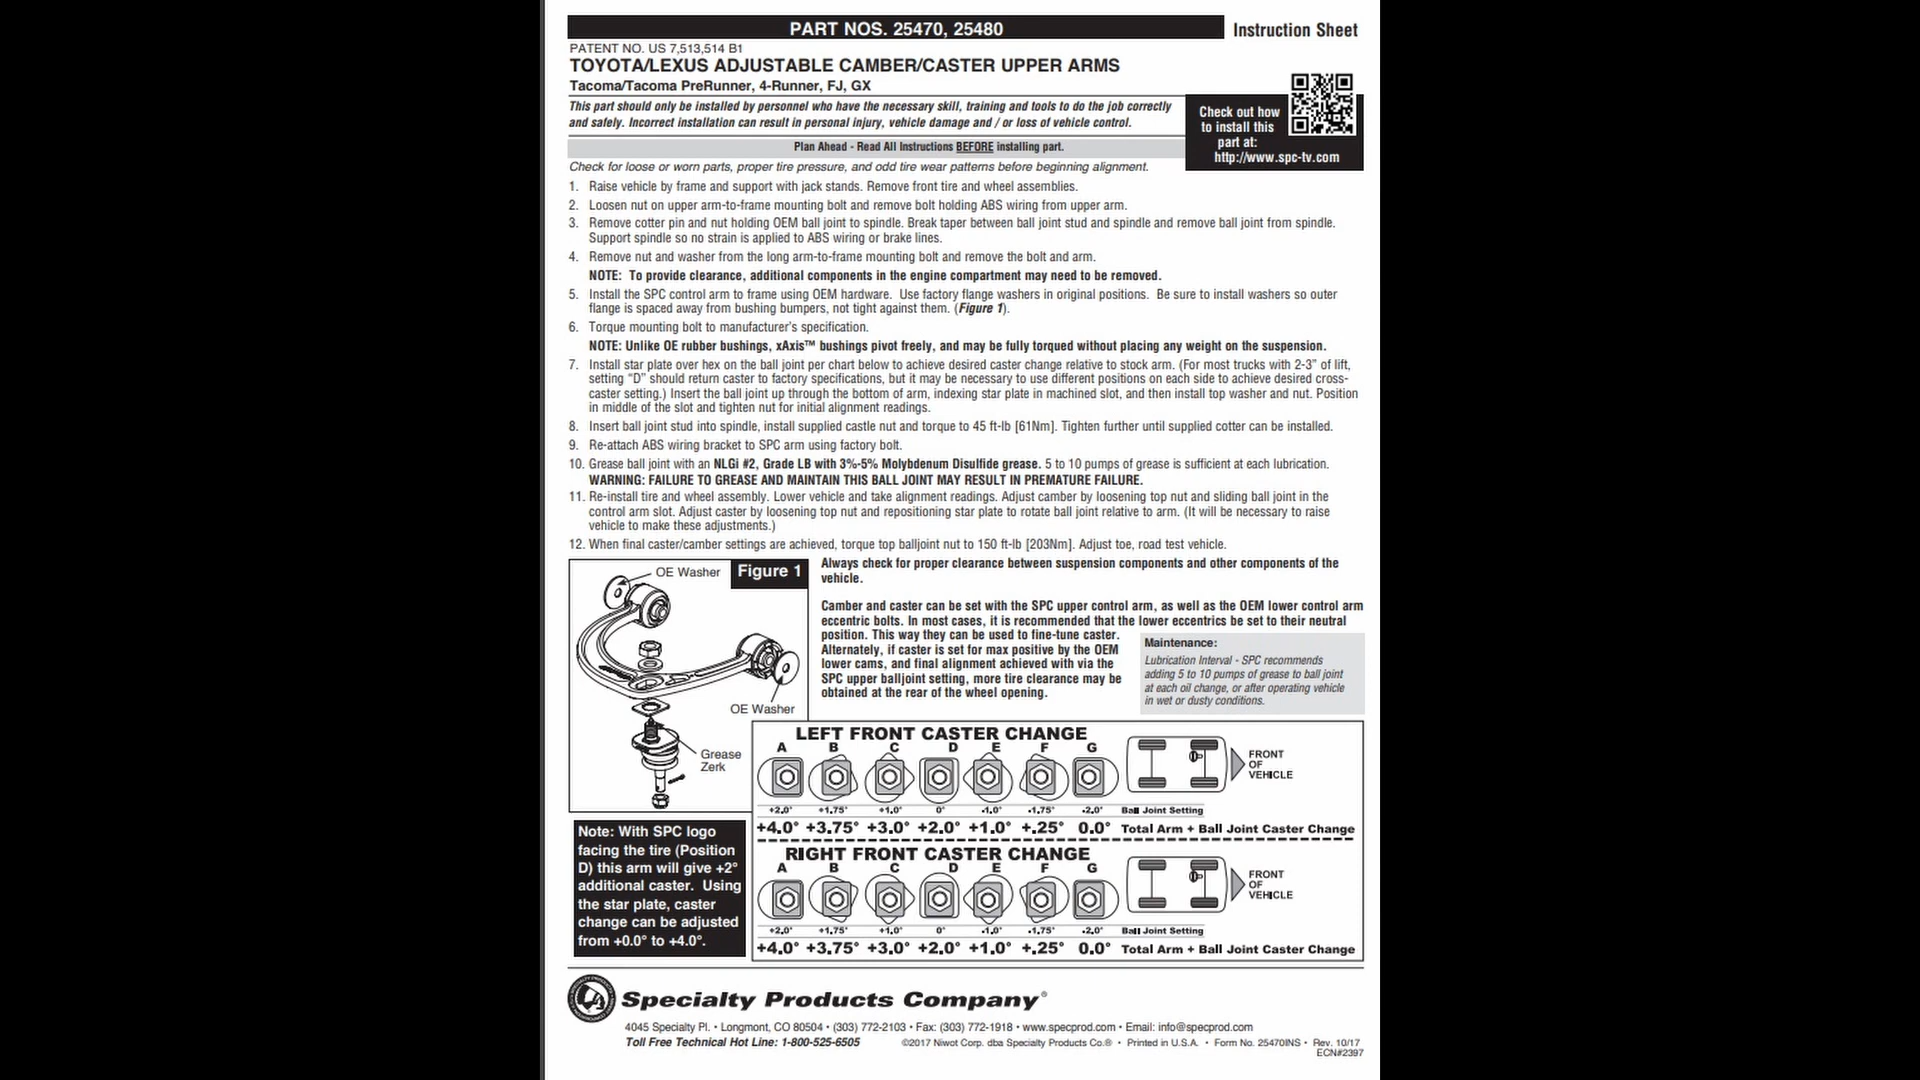 PART NOS. 25470, 25480
Instruction Sheet
PATENT NO. US 7,513,514 B1
TOYOTA/LEXUS ADJUSTABLE CAMBER/CASTER UPPER ARMS
Tacoma/Tacoma PreRunner, 4-Runner, FJ, GX
This part should only be installed by personnel who have the necessary skill, training and tools to do the job correctly
and safely. Incorrect installation can result in personal injury, vehicle damage and / or loss of vehicle control.
Check out how
to install this
part at:
http://www.spc-tv.com
Plan Ahead - Read All Instructions BEFORE installing part.
Check for loose or worn parts, proper tire pressure, and odd tire wear patterns before beginning alignment.
1. Raise vehicle by frame and support with jack stands. Remove front tire and wheel assemblies.
2. Loosen nut on upper arm-to-frame mounting bolt and remove bolt holding ABS wiring from upper arm.
3. Remove cotter pin and nut holding OEM ball joint to spindle. Break taper between ball joint stud and spindle and remove ball joint from spindle.
Support spindle so no strain is applied to ABS wiring or brake lines.
4. Remove nut and washer from the long arm-to-frame mounting bolt and remove the bolt and arm.
NOTE: To provide clearance, additional components in the engine compartment may need to be removed.
5. Install the SPC control arm to frame using OEM hardware. Use factory flange washers in original positions. Be sure to install washers so outer
flange is spaced away from bushing bumpers, not tight against them. (Figure 1).
6. Torque mounting bolt to manufacturer's specification.
NOTE: Unlike OE rubber bushings, xAxis™ bushings pivot freely, and may be fully torqued without placing any weight on the suspension.
7. Install star plate over hex on the ball joint per chart below to achieve desired caster change relative to stock arm. (For most trucks with 2-3" of lift,
setting "D" should return caster to factory specifications, but it may be necessary to use different positions on each side to achieve desired cross-
caster setting.) Insert the ball joint up through the bottom of arm, indexing star plate in machined slot, and then install top washer and nut. Position
in middle of the slot and tighten nut for initial alignment readings.
8. Insert ball joint stud into spindle, install supplied castle nut and torque to 45 ft-lb [61Nm]. Tighten further until supplied cotter can be installed.
9. Re-attach ABS wiring bracket to SPC arm using factory bolt.
10. Grease ball joint with an NLGi #2, Grade LB with 3%-5% Molybdenum Disulfide grease. 5 to 10 pumps of grease is sufficient at each lubrication.
WARNING: FAILURE TO GREASE AND MAINTAIN THIS BALL JOINT MAY RESULT IN PREMATURE FAILURE.
11. Re-install tire and wheel assembly. Lower vehicle and take alignment readings. Adjust camber by loosening top nut and sliding ball joint in the
control arm slot. Adjust caster by loosening top nut and repositioning star plate to rotate ball joint relative to arm. (It will be necessary to raise
vehicle to make these adjustments.)
12. When final caster/camber settings are achieved, torque top balljoint nut to 150 ft-lb [203Nm]. Adjust toe, road test vehicle.
OE Washer
Figure 1
OE Washer
Grease
Zerk
Always check for proper clearance between suspension components and other components of the
vehicle.
Camber and caster can be set with the SPC upper control arm, as well as the OEM lower control arm
eccentric bolts. In most cases, it is recommended that the lower eccentrics be set to their neutral
position. This way they can be used to fine-tune caster.
Alternately, if caster is set for max positive by the OEM
lower cams, and final alignment achieved with via the
SPC upper balljoint setting, more tire clearance may be
obtained at the rear of the wheel opening.
Maintenance:
Lubrication Interval - SPC recommends
adding 5 to 10 pumps of grease to ball joint
at each oil change, or after operating vehicle
in wet or dusty conditions.
LEFT FRONT CASTER CHANGE
A B C D E F G
FRONT
OF
VEHICLE
+2.0° +1.75° +1.0° 0° -1.0° -1.75° -2.0° Ball Joint Setting
+4.0° +3.75° +3.0° +2.0° +1.0° +.25° 0.0° Total Arm + Ball Joint Caster Change
RIGHT FRONT CASTER CHANGE
A B C D E F G
FRONT
OF
VEHICLE
+2.0° +1.75° +1.0° 0° -1.0° -1.75° -2.0° Ball Joint Setting
+4.0° +3.75° +3.0° +2.0° +1.0° +.25° 0.0° Total Arm + Ball Joint Caster Change
Note: With SPC logo
facing the tire (Position
D) this arm will give +2°
additional caster. Using
the star plate, caster
change can be adjusted
from +0.0° to +4.0°.
Specialty Products Company®
4045 Specialty Pl. • Longmont, CO 80504 • (303) 772-2103 • Fax: (303) 772-1918 • www.specprod.com • Email: info@specprod.com
Toll Free Technical Hot Line: 1-800-525-6505
©2017 Niwot Corp. dba Specialty Products Co.® • Printed in U.S.A. • Form No. 25470INS • Rev. 10/17
ECN#2397